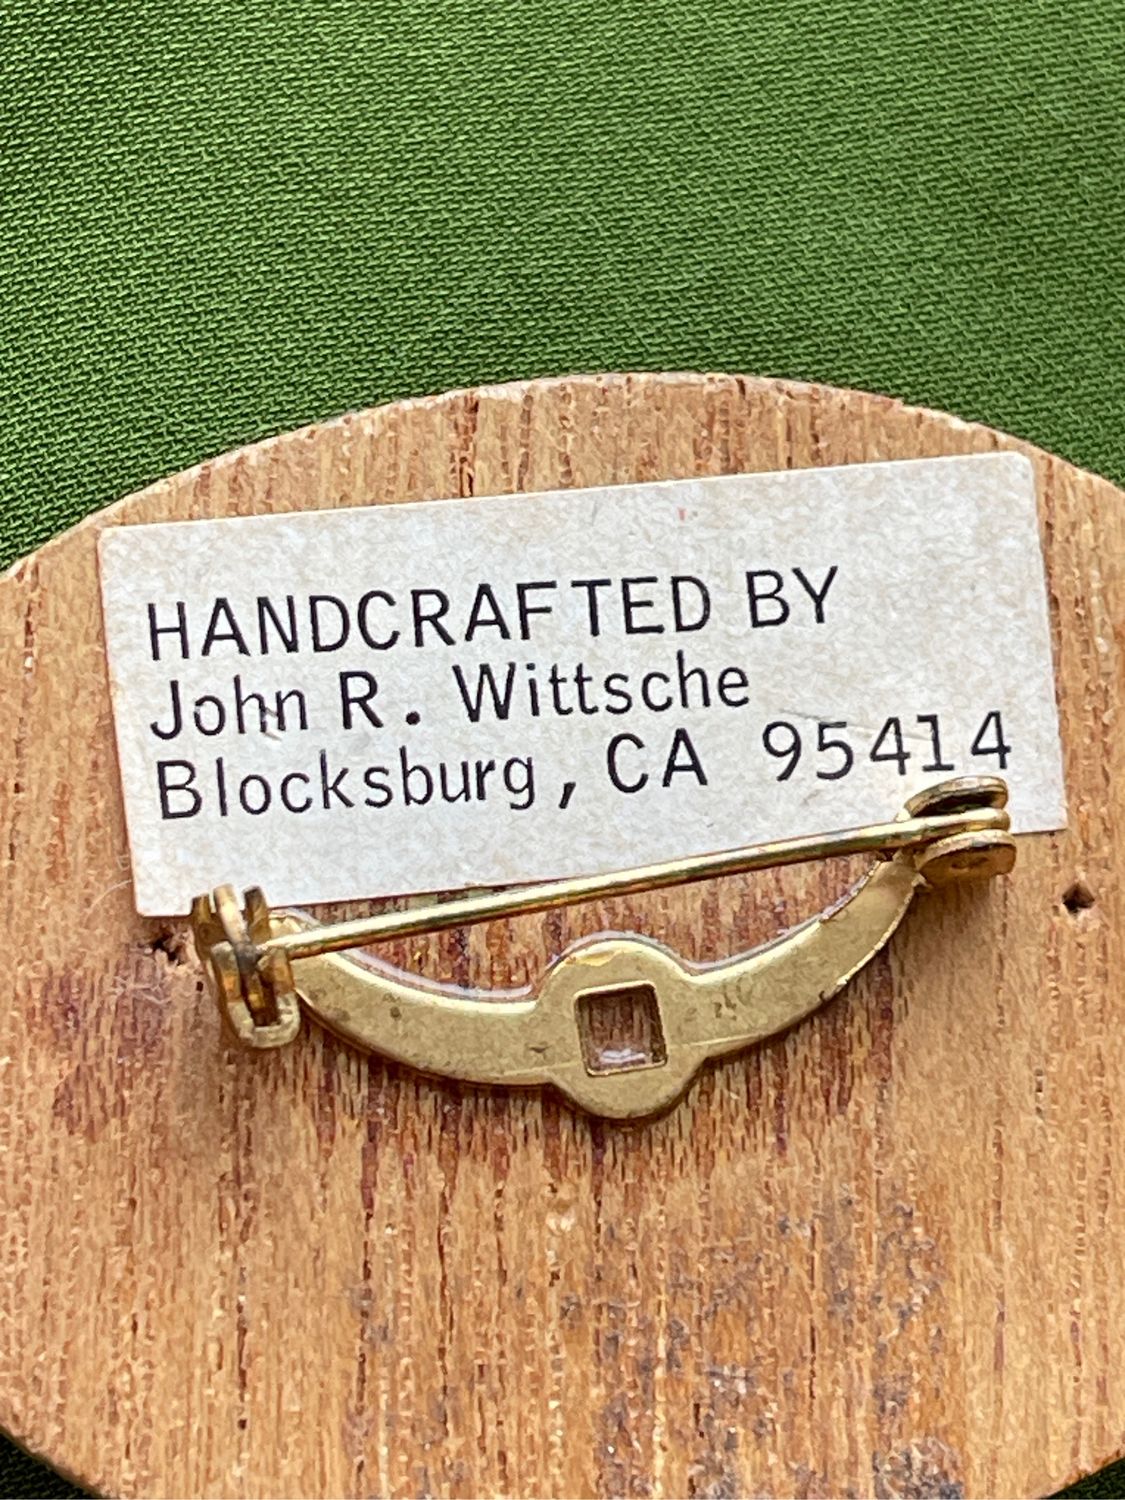 HANDCRAFTED BY
John R. Wittsche
Blocksburg, CA 95414